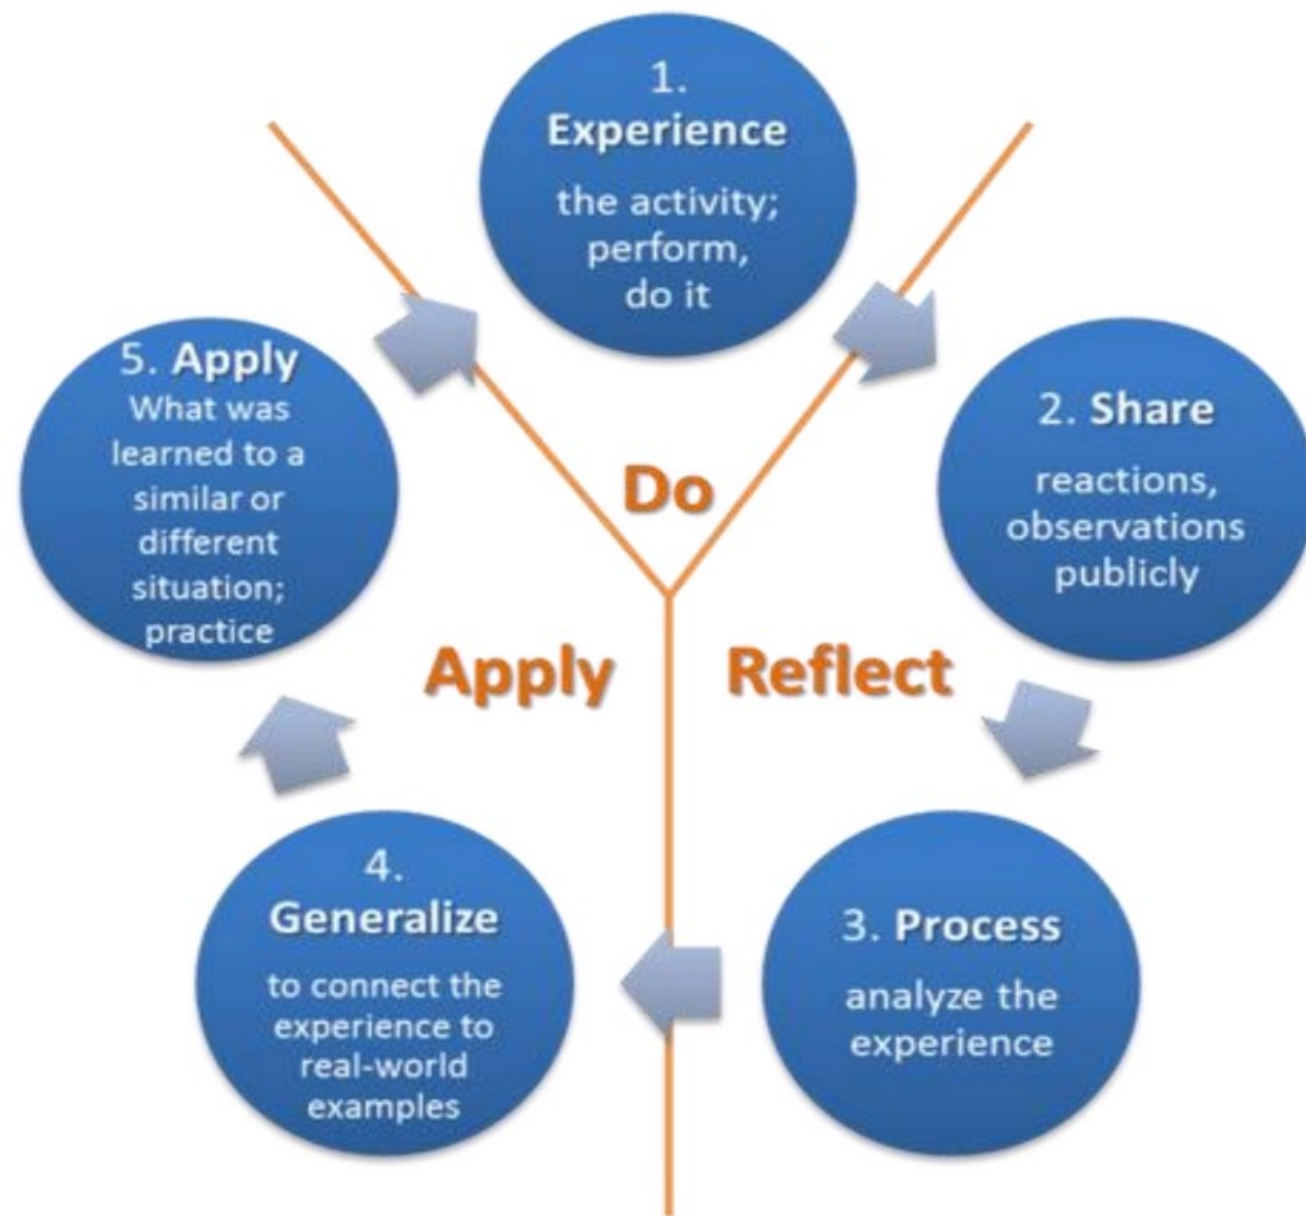 1.
Experience
the activity;
perform,
do it
2. Share
reactions,
observations
publicly
3. Process
analyze the
experience
4.
Generalize
to connect the
experience to
real-world
examples
5. Apply
What was
learned to a
similar or
different
situation;
practice
Do
Reflect
Apply